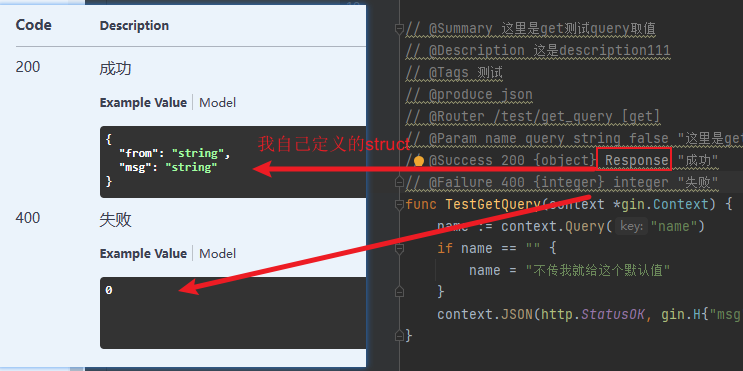 Code Description
200 成功
Example Value | Model
{
"from": "string",
"msg": "string"
}
400 失败
Example Value | Model
0
我自己定义的struct
// @Summary 这里是get测试query取值
// @Description 这是description111
// @Tags 测试
// @produce json
// @Router /test/get_query [get]
// @Param name query string false "这里是ge
// @Success 200 {object} Response "成功"
// @Failure 400 {integer} integer "失败"
func TestGetQuery(context *gin.Context) {
name := context.Query( key: "name")
if name == "" {
name = "不传我就给这个默认值"
}
context.JSON(http.StatusOK, gin.H{"msg
}